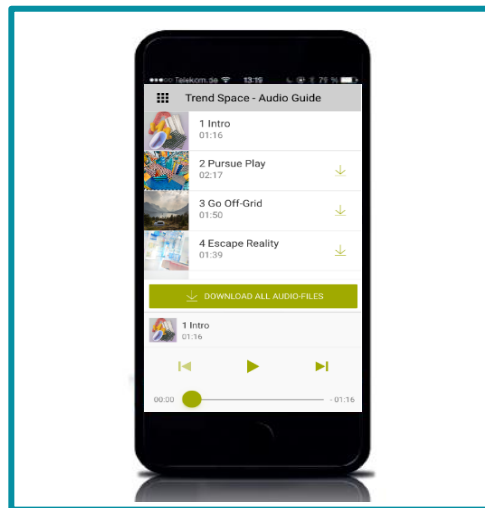 Telekom.de 13:19 79 %
Trend Space - Audio Guide
1 Intro
01:16
2 Pursue Play
02:17
3 Go Off-Grid
01:50
4 Escape Reality
01:39
DOWNLOAD ALL AUDIO-FILES
1 Intro
01:16
00:00 - 01:16